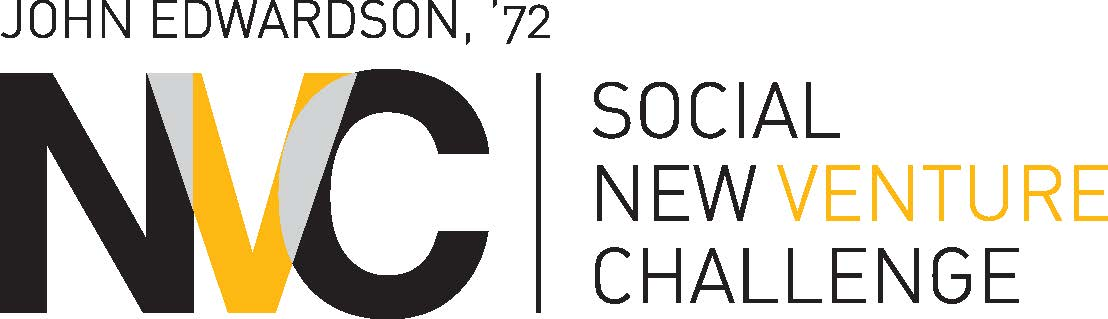 JOHN EDWARDSON, ’72
NVC
SOCIAL
NEW VENTURE
CHALLENGE